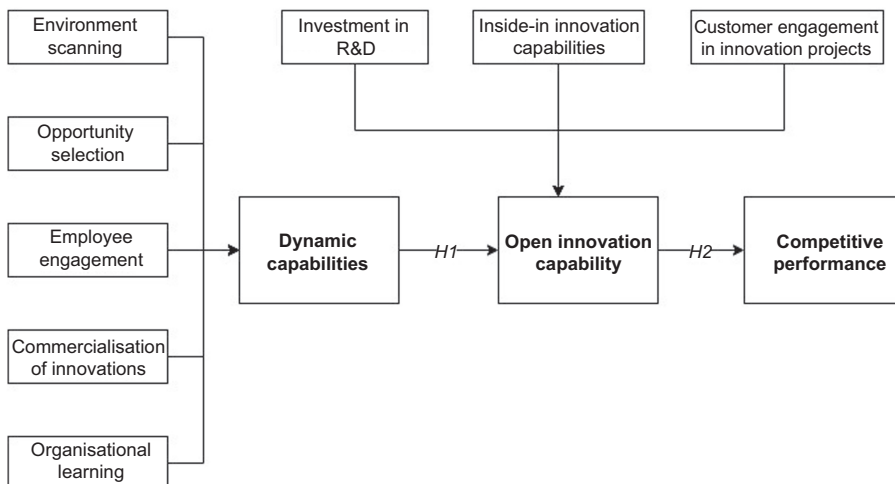 Environment
scanning
Investment in
R&D
Inside-in innovation
capabilities
Customer engagement
in innovation projects
Opportunity
selection
Employee
engagement
Dynamic
capabilities
H1
Open innovation
capability
H2
Competitive
performance
Commercialisation
of innovations
Organisational
learning